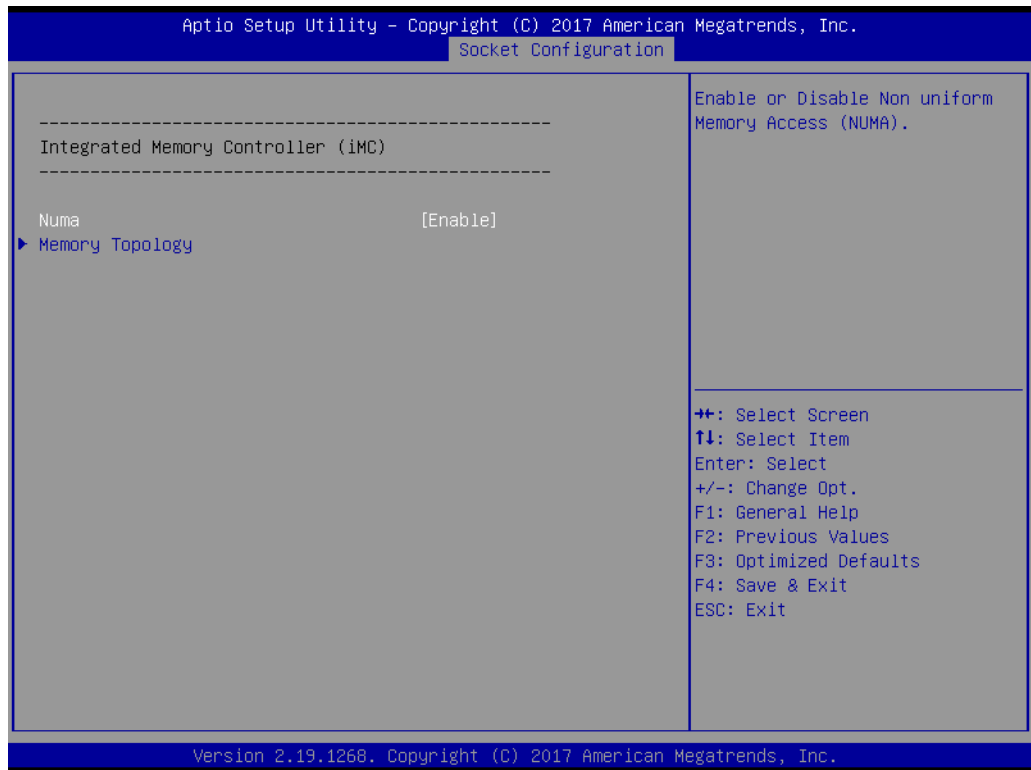 Aptio Setup Utility – Copyright (C) 2017 American Megatrends, Inc.
Socket Configuration
--------------------------------------------------
Integrated Memory Controller (iMC)
--------------------------------------------------
Numa [Enable]
Memory Topology
Enable or Disable Non uniform
Memory Access (NUMA).
→←: Select Screen
↑↓: Select Item
Enter: Select
+/-: Change Opt.
F1: General Help
F2: Previous Values
F3: Optimized Defaults
F4: Save & Exit
ESC: Exit
Version 2.19.1268. Copyright (C) 2017 American Megatrends, Inc.